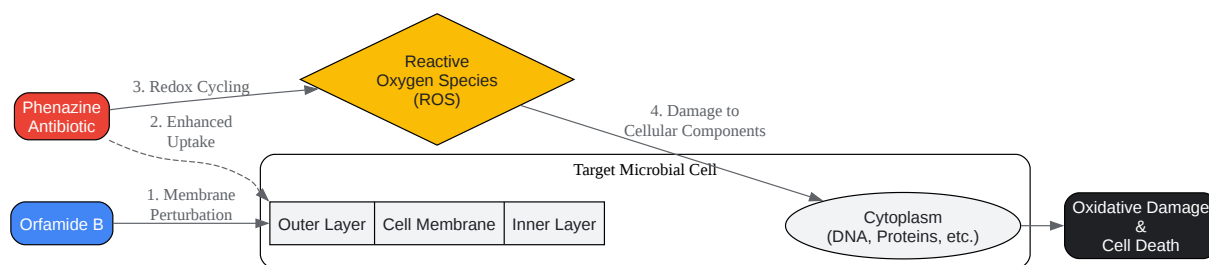 Reactive
Oxygen Species
(ROS)
3. Redox Cycling
Phenazine
Antibiotic
2. Enhanced
Uptake
4. Damage to
Cellular Components
Target Microbial Cell
1. Membrane
Perturbation
Orfamide B
Outer Layer
Cell Membrane
Inner Layer
Cytoplasm
(DNA, Proteins, etc.)
Oxidative Damage
&
Cell Death